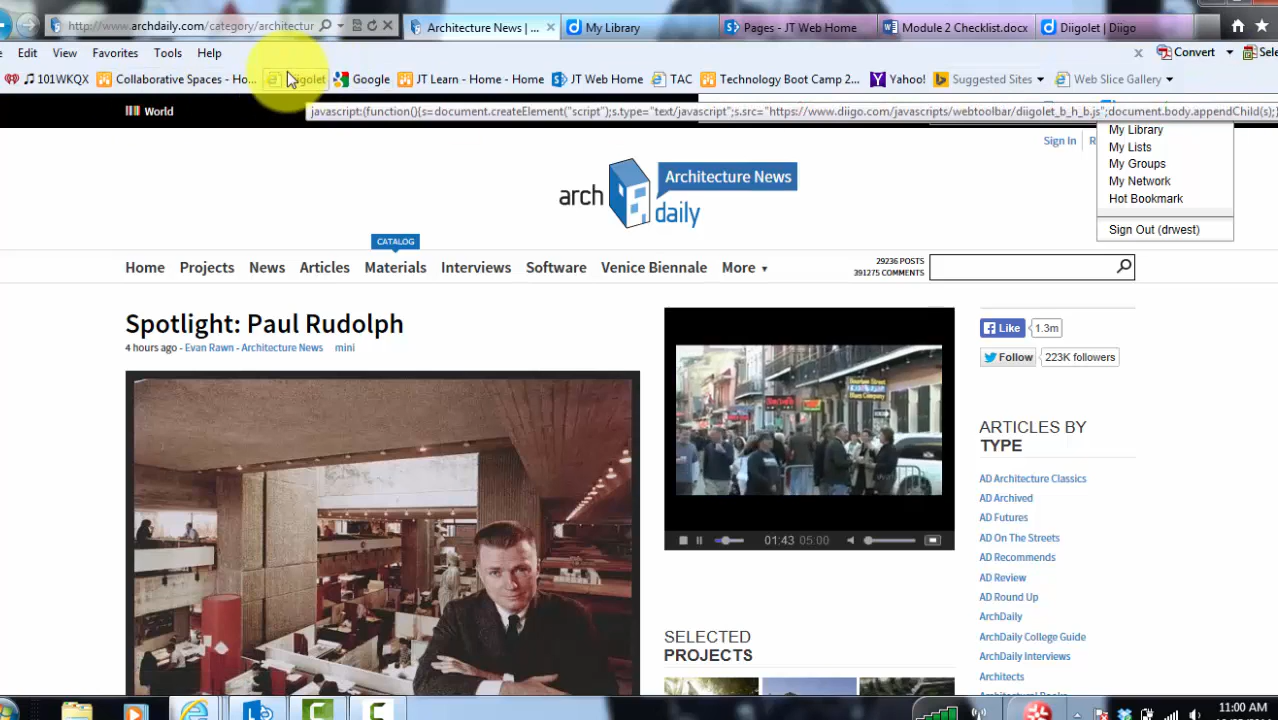 http://www.archdaily.com/category/architectur
Architecture News | ...
My Library
Pages - JT Web Home
Module 2 Checklist.docx
Diigolet | Diigo
Edit View Favorites Tools Help
Convert
Sele
101WKQX
Collaborative Spaces - Ho...
Diigolet
Google
JT Learn - Home - Home
JT Web Home
TAC
Technology Boot Camp 2...
Yahoo!
Suggested Sites
Web Slice Gallery
World
javascript:(function(){s=document.createElement("script");s.type="text/javascript";s.src="https://www.diigo.com/javascripts/webtoolbar/diigolet_b_h_b.js";document.body.appendChild(s);
My Library
My Lists
My Groups
My Network
Hot Bookmark
Sign Out (drwest)
Sign In
arch daily
Architecture News
CATALOG
Home Projects News Articles Materials Interviews Software Venice Biennale More
29236 POSTS
391275 COMMENTS
Spotlight: Paul Rudolph
4 hours ago - Evan Rawn - Architecture News mini
01:43 05:00
Like 1.3m
Follow 223K followers
ARTICLES BY
TYPE
AD Architecture Classics
AD Archived
AD Futures
AD On The Streets
AD Recommends
AD Review
AD Round Up
ArchDaily
ArchDaily College Guide
ArchDaily Interviews
Architects
SELECTED
PROJECTS
11:00 AM